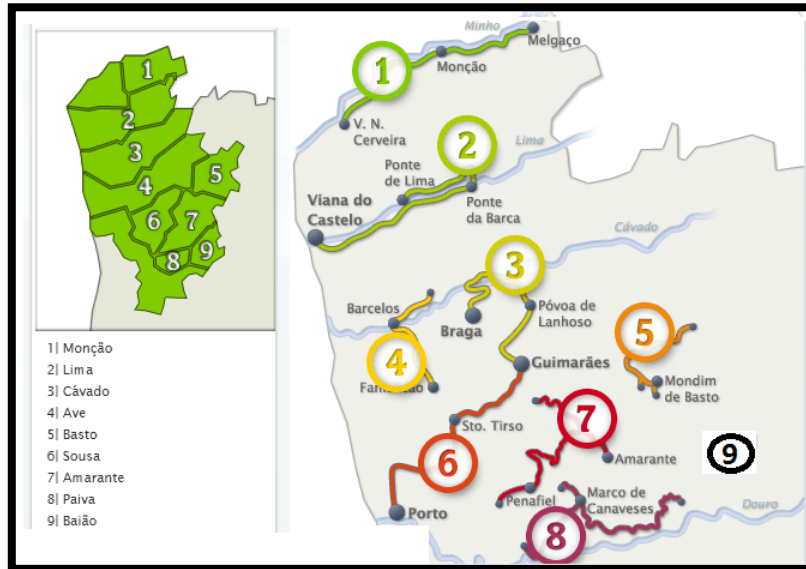 1
2
3
4
5
6
7
8
9
1| Monção
2| Lima
3| Cávado
4| Ave
5| Basto
6| Sousa
7| Amarante
8| Paiva
9| Baião
Minho
Melgaço
Monção
1
V. N.
Cerveira
2
Lima
Ponte
de Lima
Viana do
Castelo
Ponte
da Barca
Cávado
3
Barcelos
Póvoa de
Lanhoso
Braga
5
4
Guimarães
Mondim
de Basto
7
Sto. Tirso
6
Amarante
9
Penafiel
Marco de
Canaveses
Douro
Porto
8